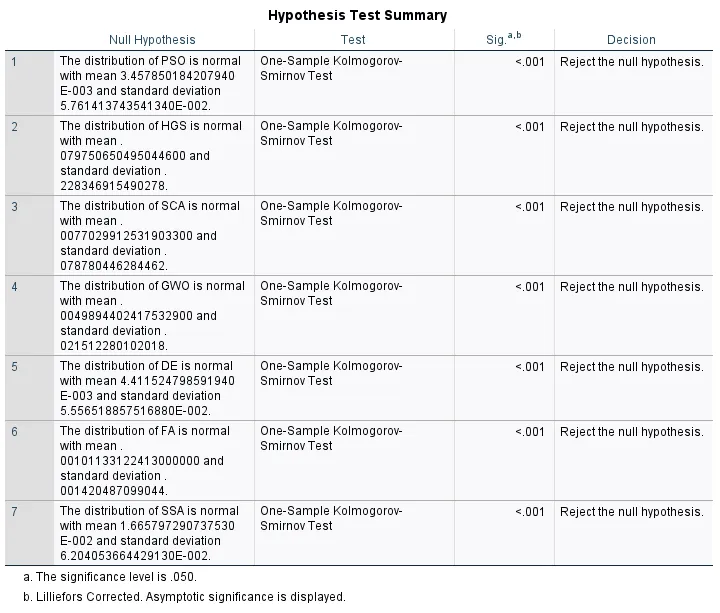 Hypothesis Test Summary
Null Hypothesis Test Sig.a,b Decision
1 The distribution of PSO is normal One-Sample Kolmogorov- <.001 Reject the null hypothesis.
with mean 3.457850184207940 Smirnov Test
E-003 and standard deviation
5.761413743541340E-002.
2 The distribution of HGS is normal One-Sample Kolmogorov- <.001 Reject the null hypothesis.
with mean . Smirnov Test
079750650495044600 and
standard deviation .
228346915490278.
3 The distribution of SCA is normal One-Sample Kolmogorov- <.001 Reject the null hypothesis.
with mean . Smirnov Test
0077029912531903300 and
standard deviation .
078780446284462.
4 The distribution of GWO is normal One-Sample Kolmogorov- <.001 Reject the null hypothesis.
with mean . Smirnov Test
0049894402417532900 and
standard deviation .
021512280102018.
5 The distribution of DE is normal One-Sample Kolmogorov- <.001 Reject the null hypothesis.
with mean 4.411524798591940 Smirnov Test
E-003 and standard deviation
5.556518857516880E-002.
6 The distribution of FA is normal One-Sample Kolmogorov- <.001 Reject the null hypothesis.
with mean . Smirnov Test
00101133122413000000 and
standard deviation .
001420487099044.
7 The distribution of SSA is normal One-Sample Kolmogorov- <.001 Reject the null hypothesis.
with mean 1.665797290737530 Smirnov Test
E-002 and standard deviation
6.204053664429130E-002.
a. The significance level is .050.
b. Lilliefors Corrected. Asymptotic significance is displayed.